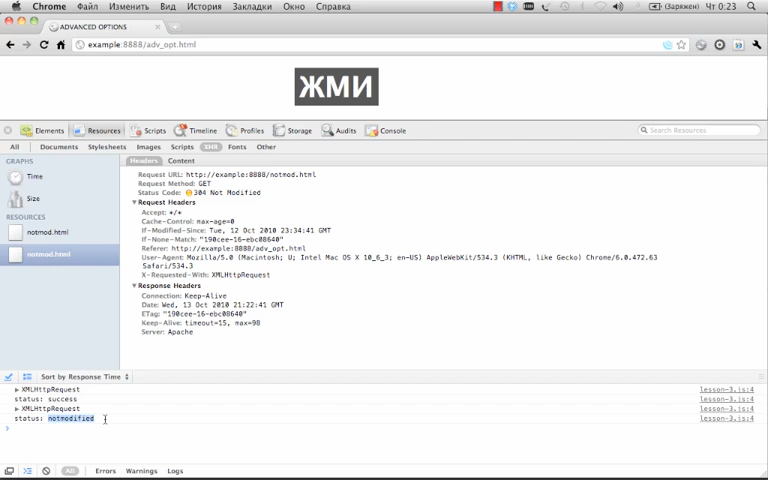 Chrome Файл Изменить Вид История Закладки Окно Справка (Заряжен) Чт 0:23
ADVANCED OPTIONS
example:8888/adv_opt.html
ЖМИ
Elements Resources Scripts Timeline Profiles Storage Audits Console Search Resources
All Documents Stylesheets Images Scripts XHR Fonts Other
GRAPHS
Time
Size
RESOURCES
notmod.html
notmod.html
Headers Content
Request URL: http://example:8888/notmod.html
Request Method: GET
Status Code: 304 Not Modified
Request Headers
Accept: */*
Cache-Control: max-age=0
If-Modified-Since: Tue, 12 Oct 2010 23:34:41 GMT
If-None-Match: "190cee-16-ebc08640"
Referer: http://example:8888/adv_opt.html
User-Agent: Mozilla/5.0 (Macintosh; U; Intel Mac OS X 10_6_3; en-US) AppleWebKit/534.3 (KHTML, like Gecko) Chrome/6.0.472.63
Safari/534.3
X-Requested-With: XMLHttpRequest
Response Headers
Connection: Keep-Alive
Date: Wed, 13 Oct 2010 21:22:41 GMT
ETag: "190cee-16-ebc08640"
Keep-Alive: timeout=15, max=98
Server: Apache
Sort by Response Time
XMLHttpRequest lesson-3.js:4
status: success lesson-3.js:4
XMLHttpRequest lesson-3.js:4
status: notmodified lesson-3.js:4
All Errors Warnings Logs